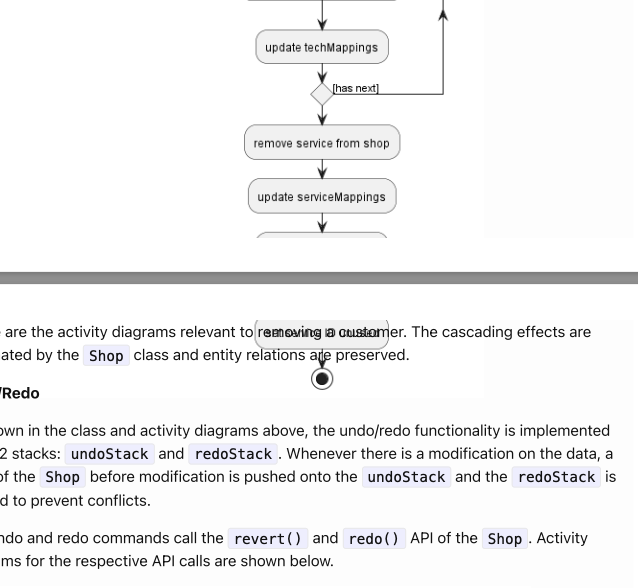 update techMappings
[has next]
remove service from shop
update serviceMappings
are the activity diagrams relevant to removing a customer. The cascading effects are
ated by the Shop class and entity relations are preserved.
/Redo
own in the class and activity diagrams above, the undo/redo functionality is implemented
2 stacks: undoStack and redoStack. Whenever there is a modification on the data, a
of the Shop before modification is pushed onto the undoStack and the redoStack is
d to prevent conflicts.
ndo and redo commands call the revert() and redo() API of the Shop. Activity
ms for the respective API calls are shown below.